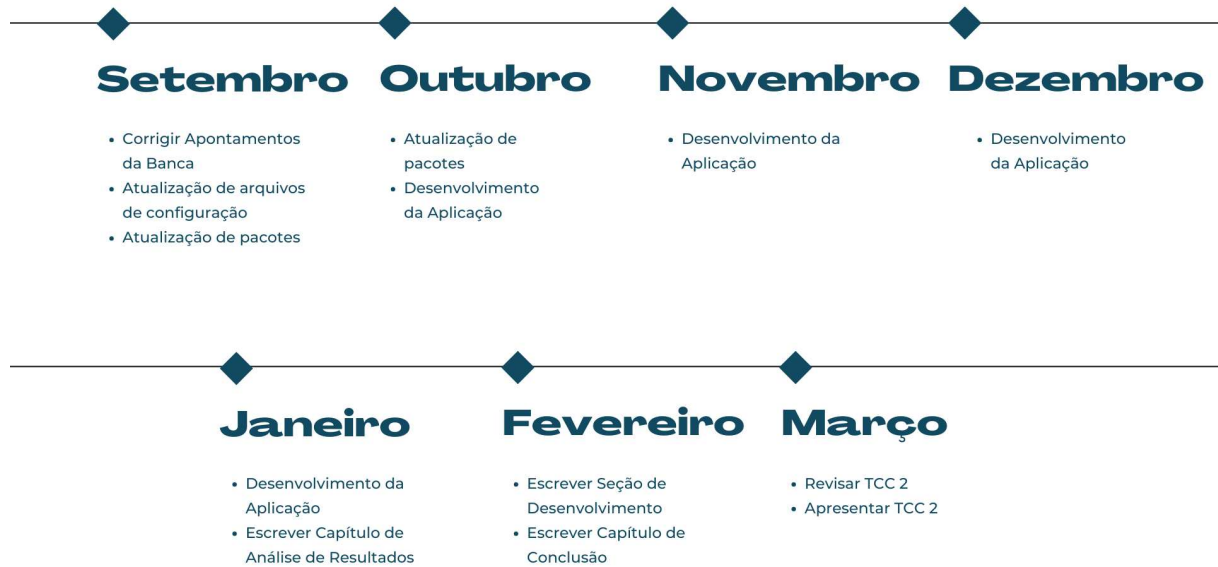 Setembro
Corrigir Apontamentos
da Banca
Atualização de arquivos
de configuração
Atualização de pacotes
Outubro
Atualização de
pacotes
Desenvolvimento
da Aplicação
Novembro
Desenvolvimento da
Aplicação
Dezembro
Desenvolvimento
da Aplicação
Janeiro
Desenvolvimento da
Aplicação
Escrever Capítulo de
Análise de Resultados
Fevereiro
Escrever Seção de
Desenvolvimento
Escrever Capítulo de
Conclusão
Março
Revisar TCC 2
Apresentar TCC 2